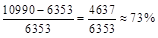 (10990 − 6353) / 6353 = 4637 / 6353 ≈ 73%